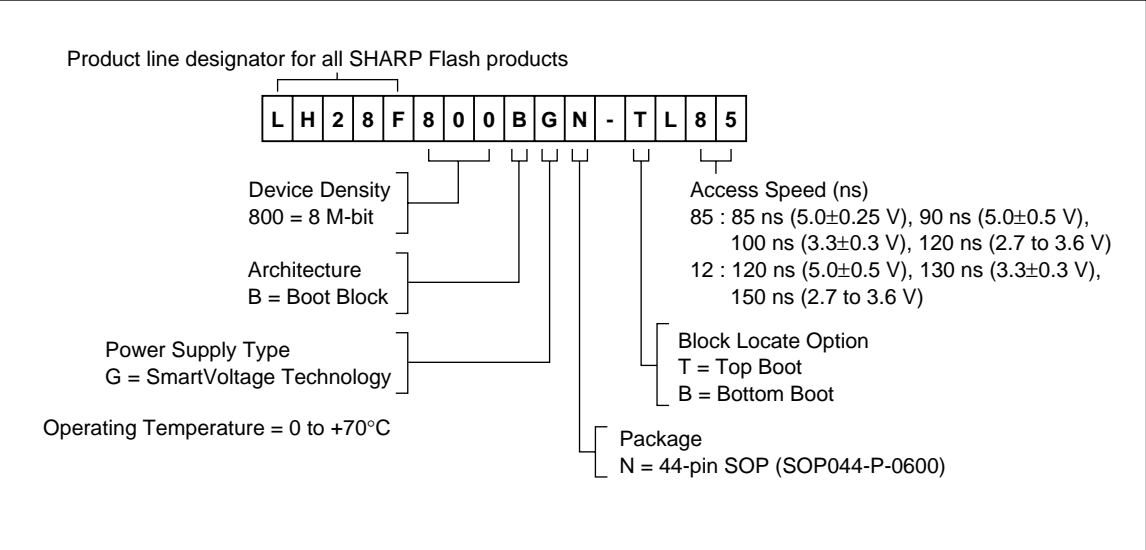 Product line designator for all SHARP Flash products
L H 2 8 F 8 0 0 B G N - T L 8 5
Device Density
800 = 8 M-bit
Architecture
B = Boot Block
Power Supply Type
G = SmartVoltage Technology
Operating Temperature = 0 to +70°C
Access Speed (ns)
85 : 85 ns (5.0±0.25 V), 90 ns (5.0±0.5 V),
100 ns (3.3±0.3 V), 120 ns (2.7 to 3.6 V)
12 : 120 ns (5.0±0.5 V), 130 ns (3.3±0.3 V),
150 ns (2.7 to 3.6 V)
Block Locate Option
T = Top Boot
B = Bottom Boot
Package
N = 44-pin SOP (SOP044-P-0600)